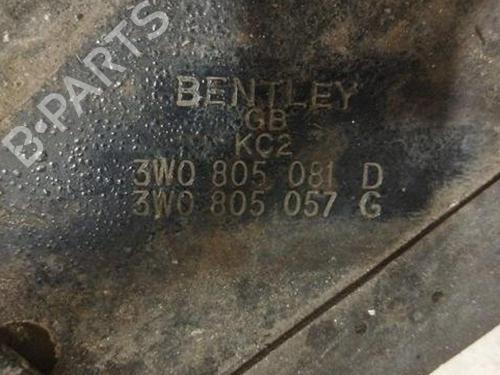 B-PARTS
BENTLEY
GB
KC2
3W0 805 081 D
3W0 805 057 G